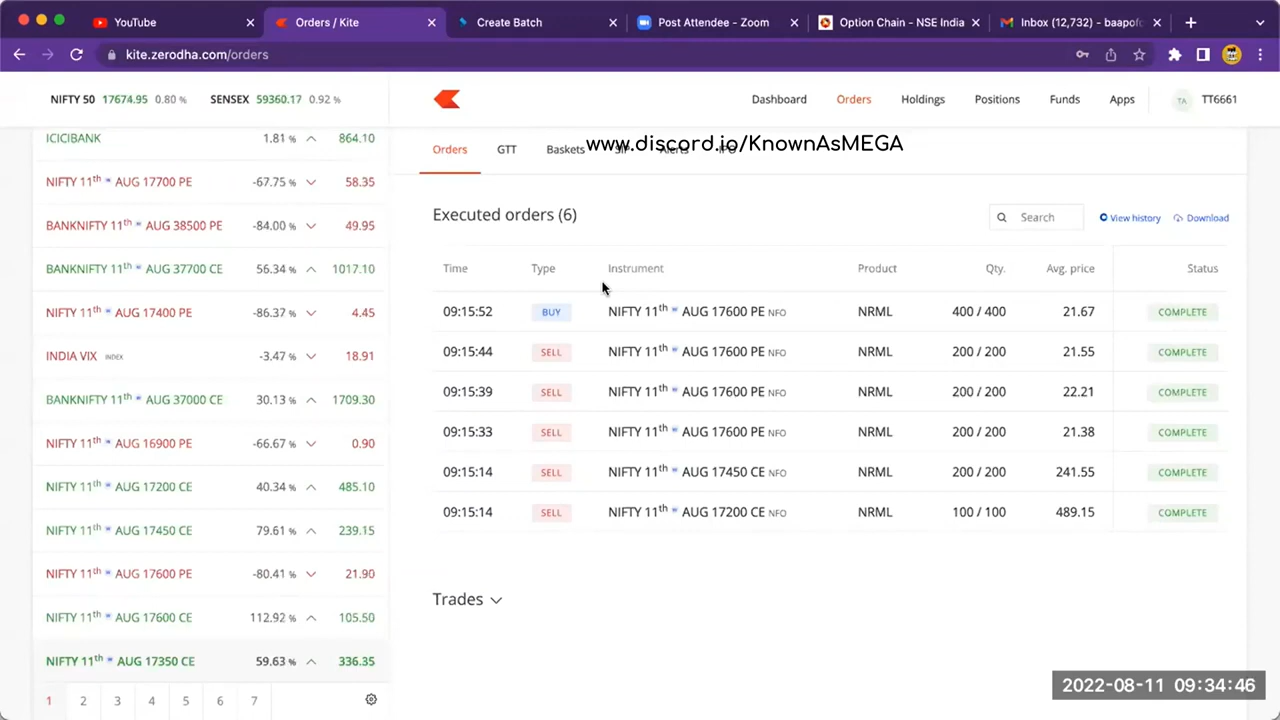 YouTube
Orders / Kite
Create Batch
Post Attendee - Zoom
Option Chain - NSE India
Inbox (12,732) - baapofc
kite.zerodha.com/orders
NIFTY 50 17674.95 0.80 % SENSEX 59360.17 0.92 %
Dashboard Orders Holdings Positions Funds Apps TA TT6661
ICICIBANK 1.81 % 864.10
NIFTY 11th w AUG 17700 PE -67.75 % 58.35
BANKNIFTY 11th w AUG 38500 PE -84.00 % 49.95
BANKNIFTY 11th w AUG 37700 CE 56.34 % 1017.10
NIFTY 11th w AUG 17400 PE -86.37 % 4.45
INDIA VIX INDEX -3.47 % 18.91
BANKNIFTY 11th w AUG 37000 CE 30.13 % 1709.30
NIFTY 11th w AUG 16900 PE -66.67 % 0.90
NIFTY 11th w AUG 17200 CE 40.34 % 485.10
NIFTY 11th w AUG 17450 CE 79.61 % 239.15
NIFTY 11th w AUG 17600 PE -80.41 % 21.90
NIFTY 11th w AUG 17600 CE 112.92 % 105.50
NIFTY 11th w AUG 17350 CE 59.63 % 336.35
1 2 3 4 5 6 7
Orders GTT Baskets SIP Alerts IPO
www.discord.io/KnownAsMEGA
Executed orders (6)
Search View history Download
Time Type Instrument Product Qty. Avg. price Status
09:15:52 BUY NIFTY 11th w AUG 17600 PE NFO NRML 400 / 400 21.67 COMPLETE
09:15:44 SELL NIFTY 11th w AUG 17600 PE NFO NRML 200 / 200 21.55 COMPLETE
09:15:39 SELL NIFTY 11th w AUG 17600 PE NFO NRML 200 / 200 22.21 COMPLETE
09:15:33 SELL NIFTY 11th w AUG 17600 PE NFO NRML 200 / 200 21.38 COMPLETE
09:15:14 SELL NIFTY 11th w AUG 17450 CE NFO NRML 200 / 200 241.55 COMPLETE
09:15:14 SELL NIFTY 11th w AUG 17200 CE NFO NRML 100 / 100 489.15 COMPLETE
Trades
2022-08-11 09:34:46